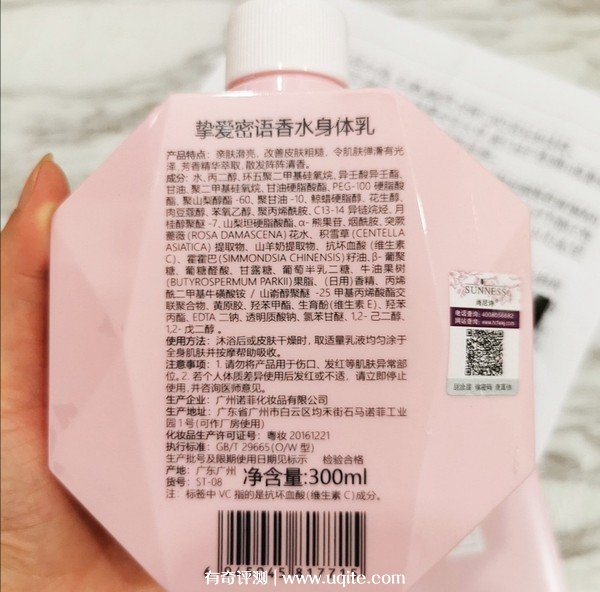 挚爱密语香水身体乳
产品特点：亲肤滑亮，改善皮肤粗糙，令肌肤弹滑有光
泽，芳香精华萃取，散发阵阵清香。
成分：水、丙二醇、环五聚二甲基硅氧烷、异壬酸异壬酯、
甘油、聚二甲基硅氧烷、甘油硬脂酸酯、PEG-100 硬脂酸
酯、聚山梨醇酯 -60、聚甘油 -10、鲸蜡硬脂醇、花生醇、
肉豆蔻醇、苯氧乙醇、聚丙烯酰胺、C13-14 异链烷烃、月
桂醇聚醚 -7、山梨坦硬脂酸酯、α- 熊果苷、烟酰胺、突厥
蔷薇 (ROSA DAMASCENA) 花水、积雪草 (CENTELLA
ASIATICA) 提取物、山羊奶提取物、抗坏血酸 (维生素
C)、霍霍巴(SIMMONDSIA CHINENSIS) 籽油、β- 葡聚
糖、葡糖醛酸、甘露糖、葡萄半乳二糖、牛油果树
(BUTYROSPERMUM PARKII)果脂、(日用) 香精、丙烯
酰二甲基牛磺酸铵 / 山嵛醇聚醚 -25 甲基丙烯酸酯交
联聚合物、黄原胶、羟苯甲酯、生育酚(维生素E)、羟苯
丙酯、EDTA 二钠、透明质酸钠、氯苯甘醚、1,2- 己二醇、
1,2- 戊二醇 。
使用方法：沐浴后或皮肤干燥时，取适量乳液均匀涂于
全身肌肤并按摩帮助吸收。
注意事项：1. 请勿将产品用于伤口、发红等肌肤异常部
位。2. 若个人体质差异使用后发红或不适，请立即停止使
用，并咨询医师意见。
生产企业：广州诺菲化妆品有限公司
生产地址：广东省广州市白云区均禾街石马诺菲工业
园 1 号(可作厂房使用)
化妆品生产许可证号：粤妆 20161221
执行标准：GB/T 29665(O/W 型)
生产批号及限期使用日期见标示 检验合格
产地：广东广州
货号：ST-08
净含量:300ml
注：标签中 VC 指的是抗坏血酸(维生素 C)成分。
SUNNESS
电话查询: 4008056682
有奇评测 | www.uqite.com